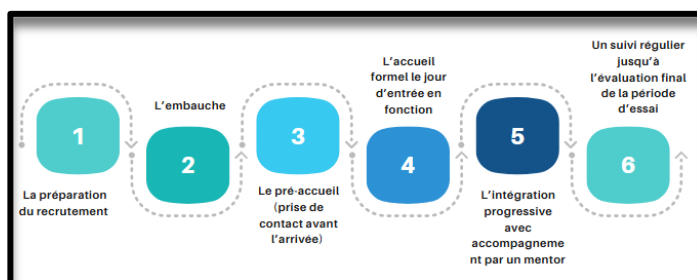 1
La préparation
du recrutement
L'embauche
2
3
Le pré-accueil
(prise de
contact avant
l'arrivée)
L'accueil
formel le jour
d'entrée en
fonction
4
5
L'intégration
progressive
avec
accompagneme
nt par un mentor
Un suivi régulier
jusqu'à
l'évaluation final
de la période
d'essai
6